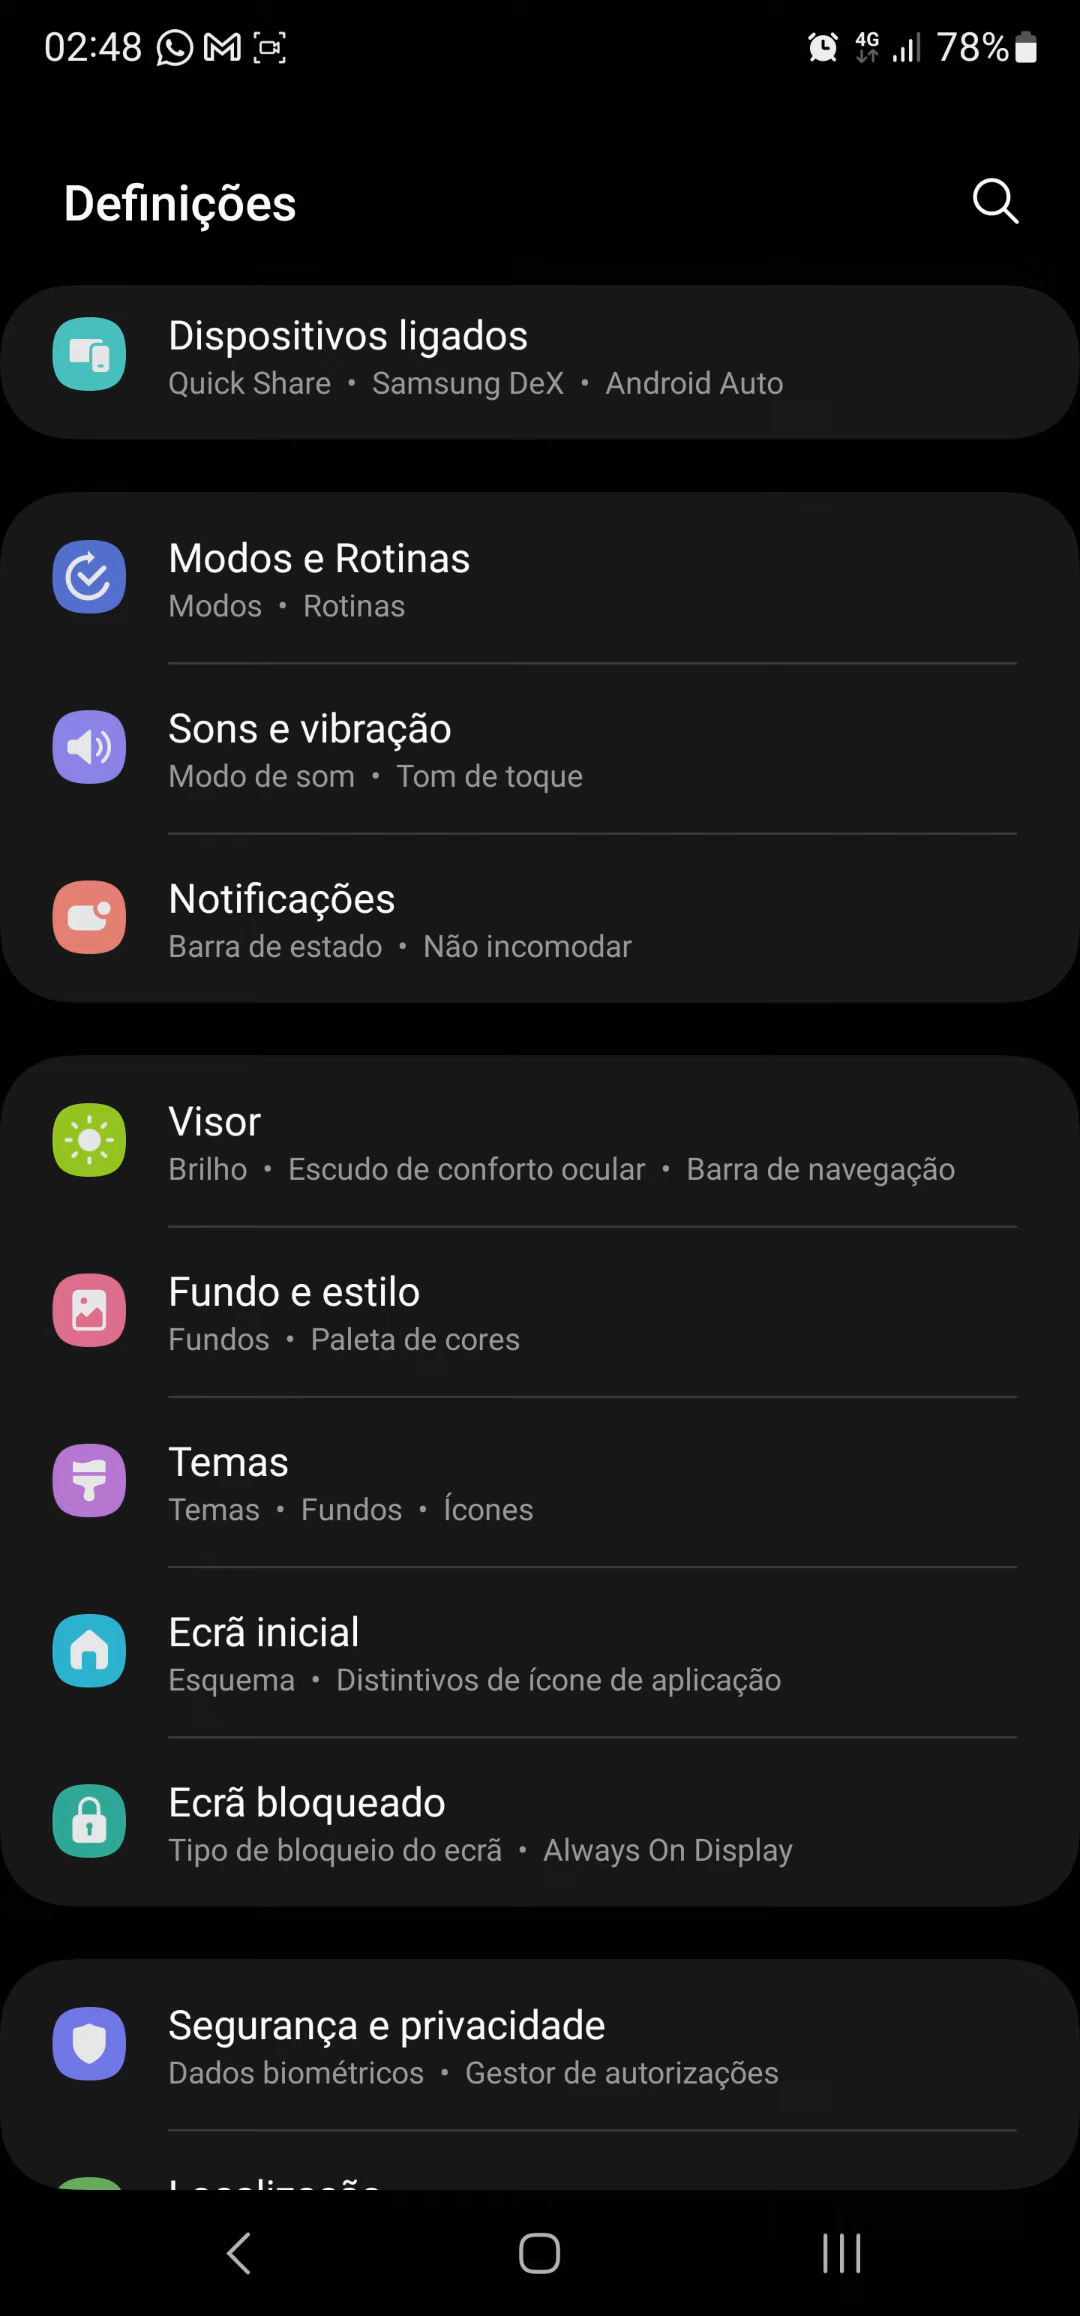 02:48 4G 78%
Definições
Dispositivos ligados
Quick Share • Samsung DeX • Android Auto
Modos e Rotinas
Modos • Rotinas
Sons e vibração
Modo de som • Tom de toque
Notificações
Barra de estado • Não incomodar
Visor
Brilho • Escudo de conforto ocular • Barra de navegação
Fundo e estilo
Fundos • Paleta de cores
Temas
Temas • Fundos • Ícones
Ecrã inicial
Esquema • Distintivos de ícone de aplicação
Ecrã bloqueado
Tipo de bloqueio do ecrã • Always On Display
Segurança e privacidade
Dados biométricos • Gestor de autorizações
Localização